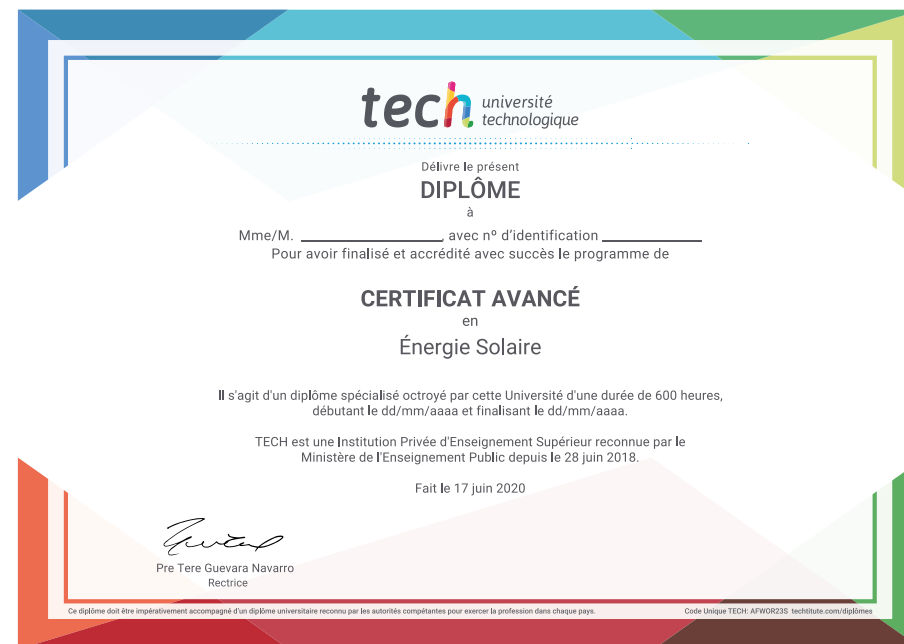 tech université
technologique
Délivre le présent
DIPLÔME
à
Mme/M. ____________________, avec nº d'identification ______________
Pour avoir finalisé et accrédité avec succès le programme de
CERTIFICAT AVANCÉ
en
Énergie Solaire
Il s'agit d'un diplôme spécialisé octroyé par cette Université d'une durée de 600 heures,
débutant le dd/mm/aaaa et finalisant le dd/mm/aaaa.
TECH est une Institution Privée d'Enseignement Supérieur reconnue par le
Ministère de l'Enseignement Public depuis le 28 juin 2018.
Fait le 17 juin 2020
Pre Tere Guevara Navarro
Rectrice
Ce diplôme doit être impérativement accompagné d'un diplôme universitaire reconnu par les autorités compétentes pour exercer la profession dans chaque pays.
Code Unique TECH: AFWOR23S techtitute.com/diplômes